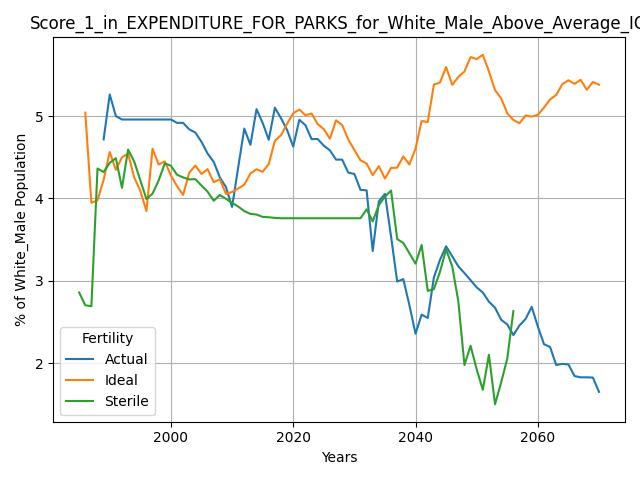 Score_1_in_EXPENDITURE_FOR_PARKS_for_White_Male_Above_Average_IQ
% of White_Male Population
5
4
3
2
Fertility
Actual
Ideal
Sterile
2000 2020 2040 2060
Years